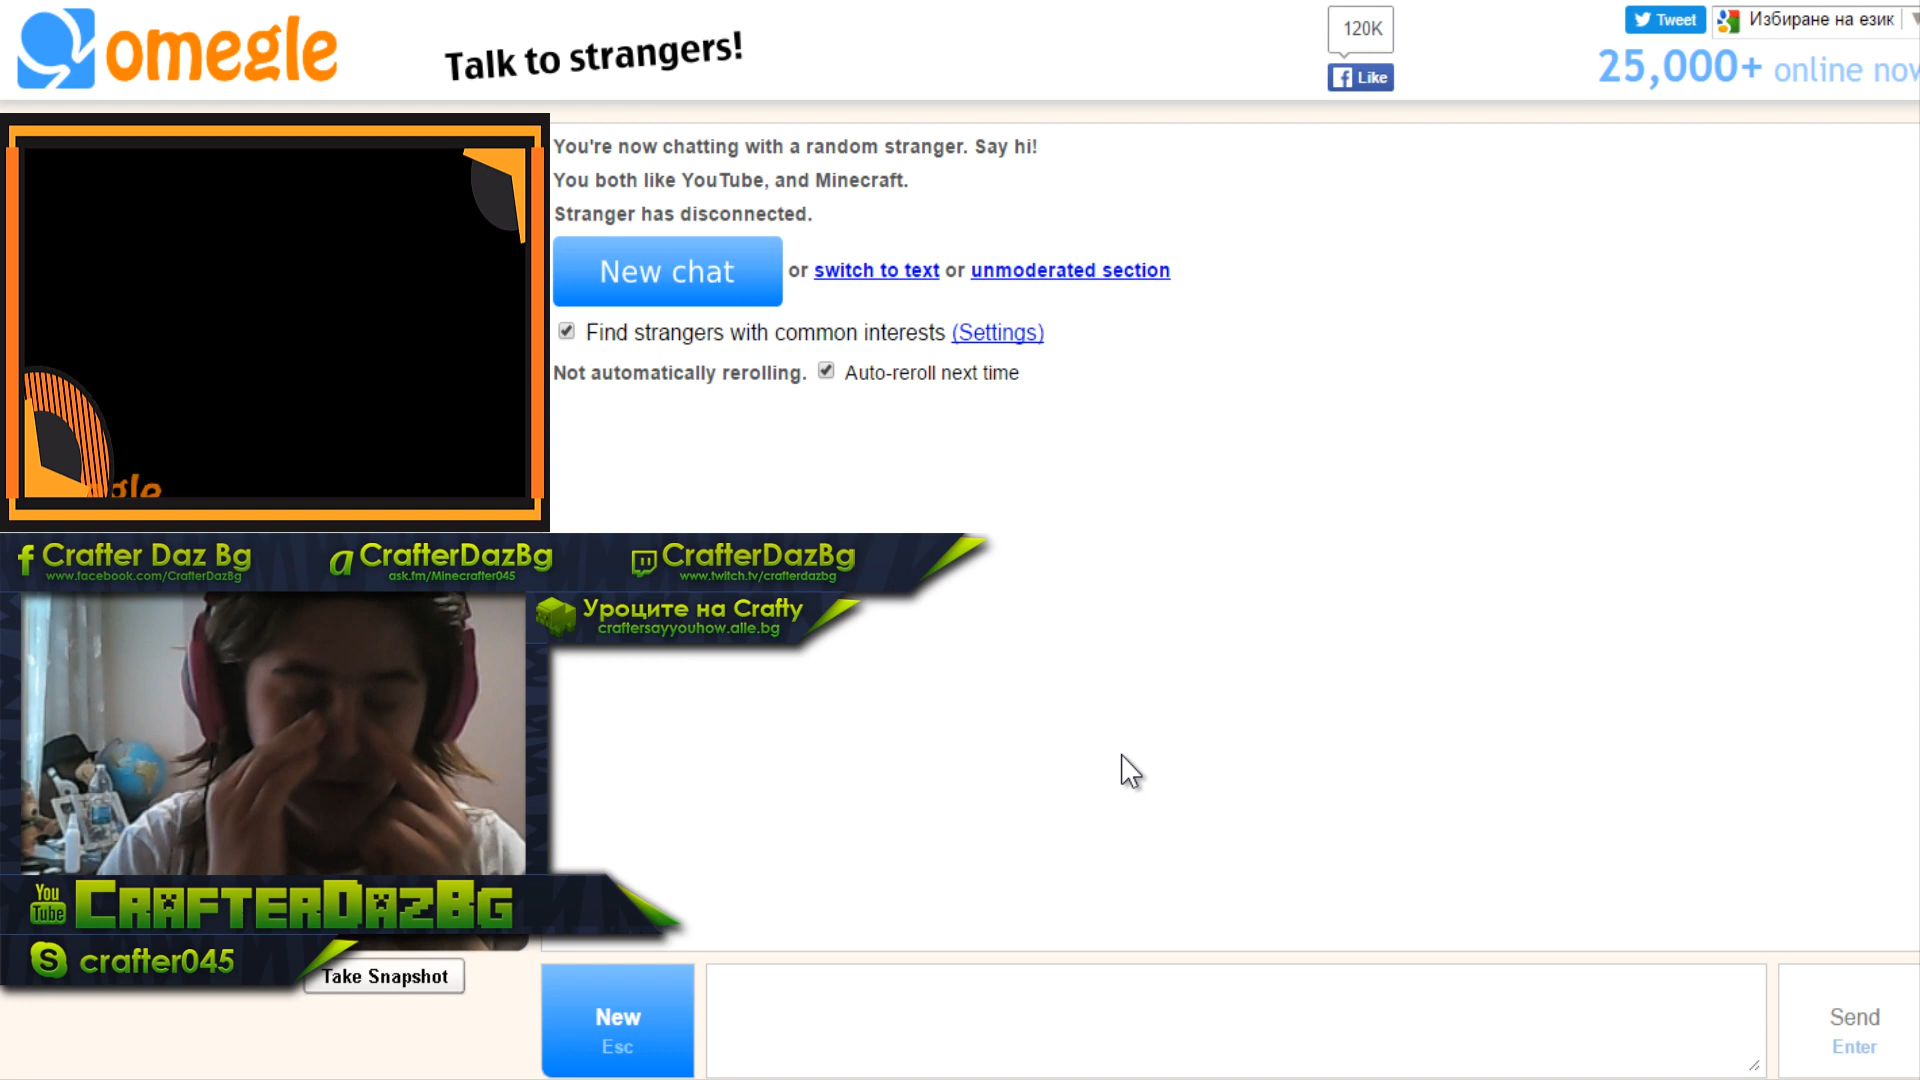 omegle
Talk to strangers!
120K
Like
Tweet
Избиране на език
25,000+ online now
You're now chatting with a random stranger. Say hi!
You both like YouTube, and Minecraft.
Stranger has disconnected.
New chat or switch to text or unmoderated section
Find strangers with common interests (Settings)
Not automatically rerolling. Auto-reroll next time
gle
Crafter Daz Bg
www.facebook.com/CrafterDazBg
CrafterDazBg
ask.fm/Minecrafter045
CrafterDazBg
www.twitch.tv/crafterdazbg
Уроците на Crafty
craftersayyouhow.alle.bg
You Tube CrafterDazBG
crafter045
Take Snapshot
New
Esc
Send
Enter